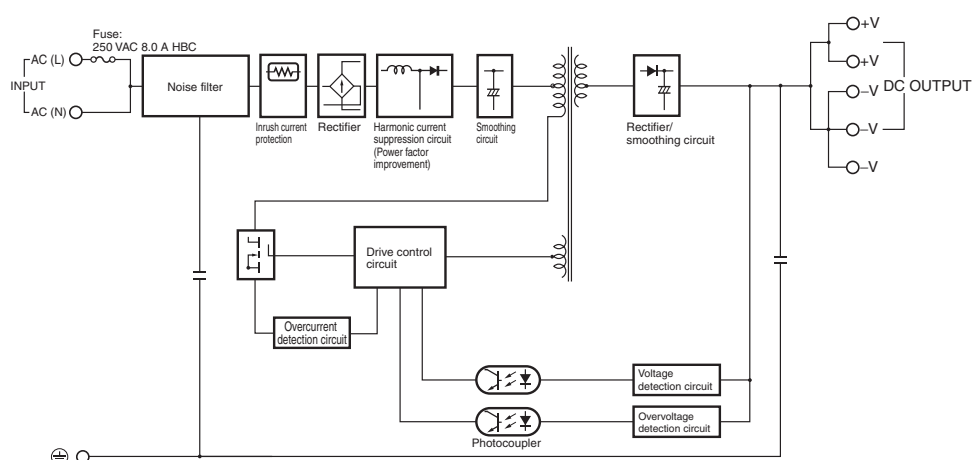 Fuse:
250 VAC 8.0 A HBC
AC (L)
INPUT
AC (N)
Noise filter
Inrush current
protection
Rectifier
Harmonic current
suppression circuit
(Power factor
improvement)
Smoothing
circuit
Rectifier/
smoothing circuit
+V
+V
DC OUTPUT
–V
–V
–V
Drive control
circuit
Overcurrent
detection circuit
Voltage
detection circuit
Overvoltage
detection circuit
Photocoupler